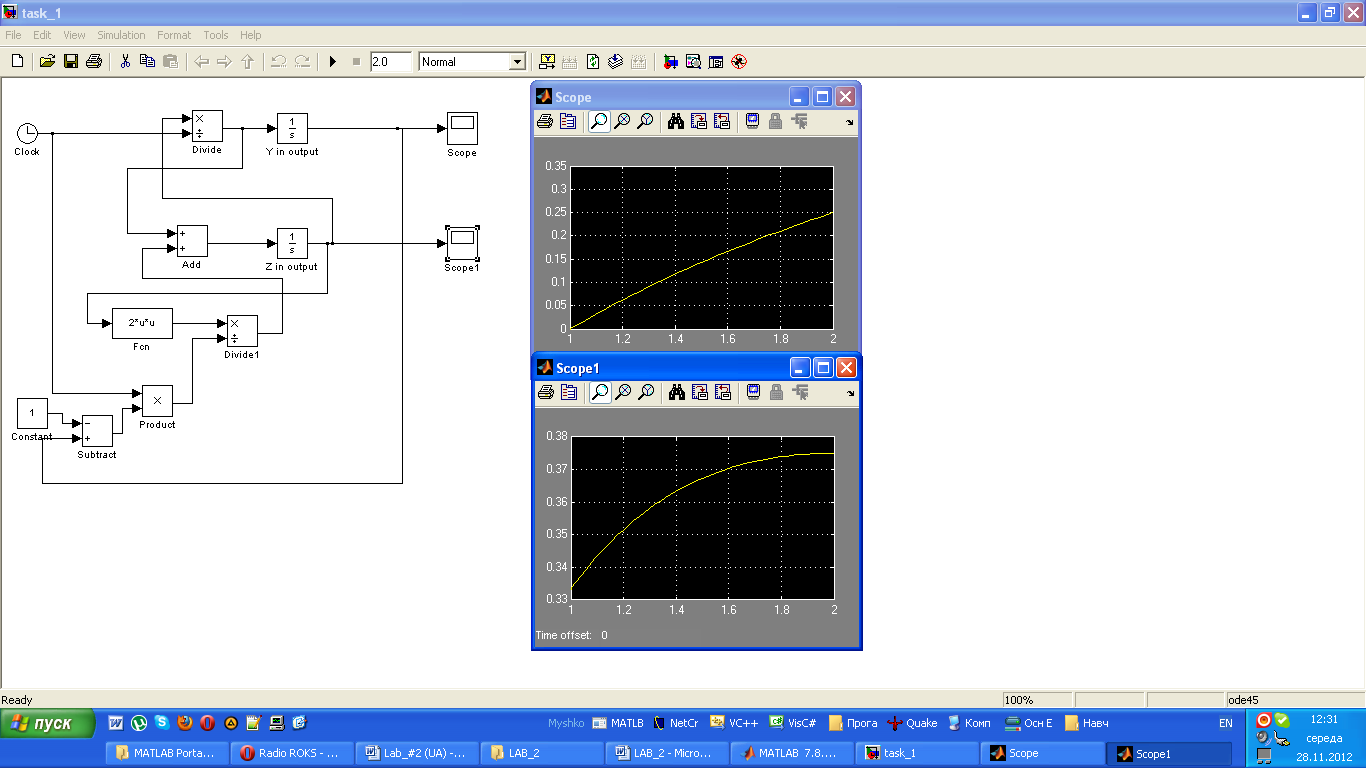 task_1
File Edit View Simulation Format Tools Help
2.0 Normal
Clock
×
÷
Divide
1
s
Y in output
Scope
+
+
Add
1
s
Z in output
Scope1
2*u*u
Fcn
×
÷
Divide1
×
Product
1
Constant
−
+
Subtract
Scope
0.35
0.3
0.25
0.2
0.15
0.1
0.05
0
1 1.2 1.4 1.6 1.8 2
Scope1
0.38
0.37
0.36
0.35
0.34
0.33
1 1.2 1.4 1.6 1.8 2
Time offset: 0
Ready 100% ode45
пуск
Myshko MATLB NetCr VC++ VisC# Прога Quake Комп Осн Е Навч EN
12:31
середа
28.11.2012
MATLAB Porta... Radio ROKS - ... Lab_#2 (UA) -... LAB_2 LAB_2 - Micro... MATLAB 7.8.... task_1 Scope Scope1